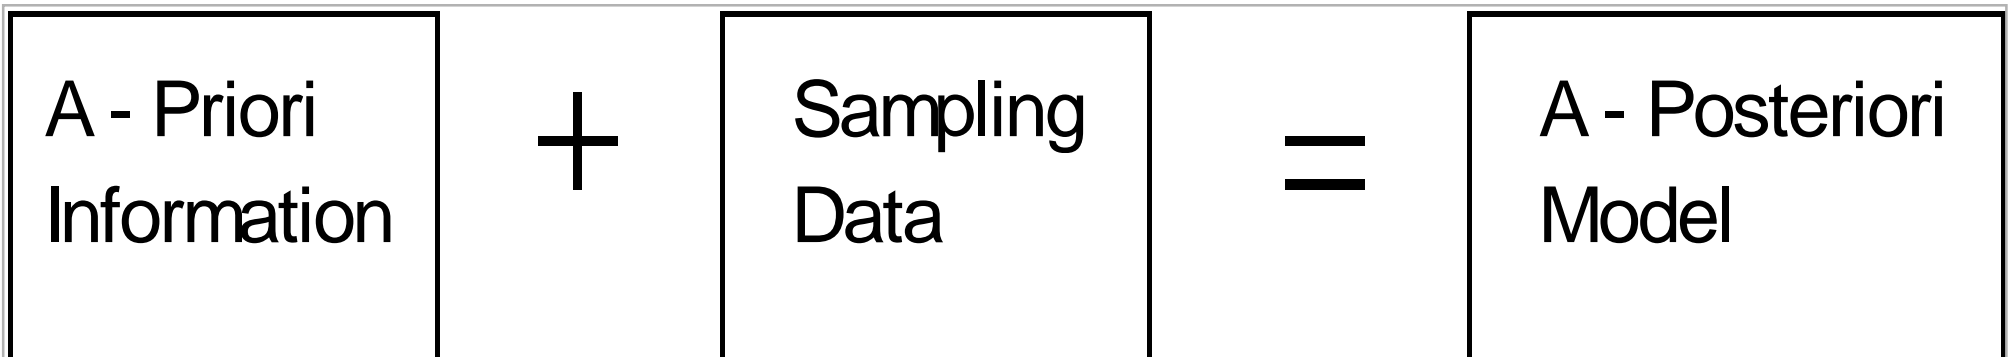 A - Priori
Information
+
Sampling
Data
=
A - Posteriori
Model